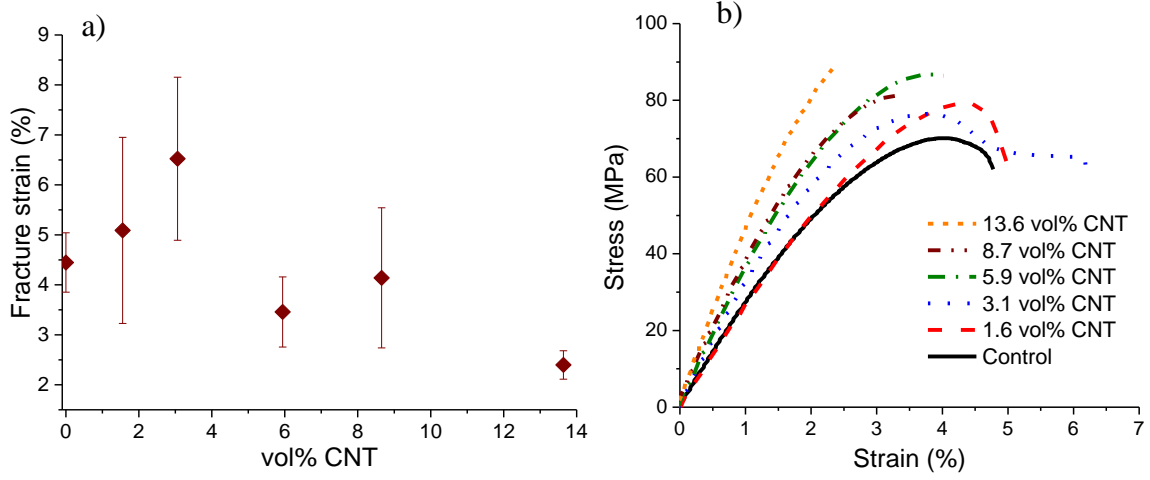 a)
Fracture strain (%)
9
8
7
6
5
4
3
2
0 2 4 6 8 10 12 14
vol% CNT
b)
Stress (MPa)
100
80
60
40
20
0
13.6 vol% CNT
8.7 vol% CNT
5.9 vol% CNT
3.1 vol% CNT
1.6 vol% CNT
Control
0 1 2 3 4 5 6 7
Strain (%)